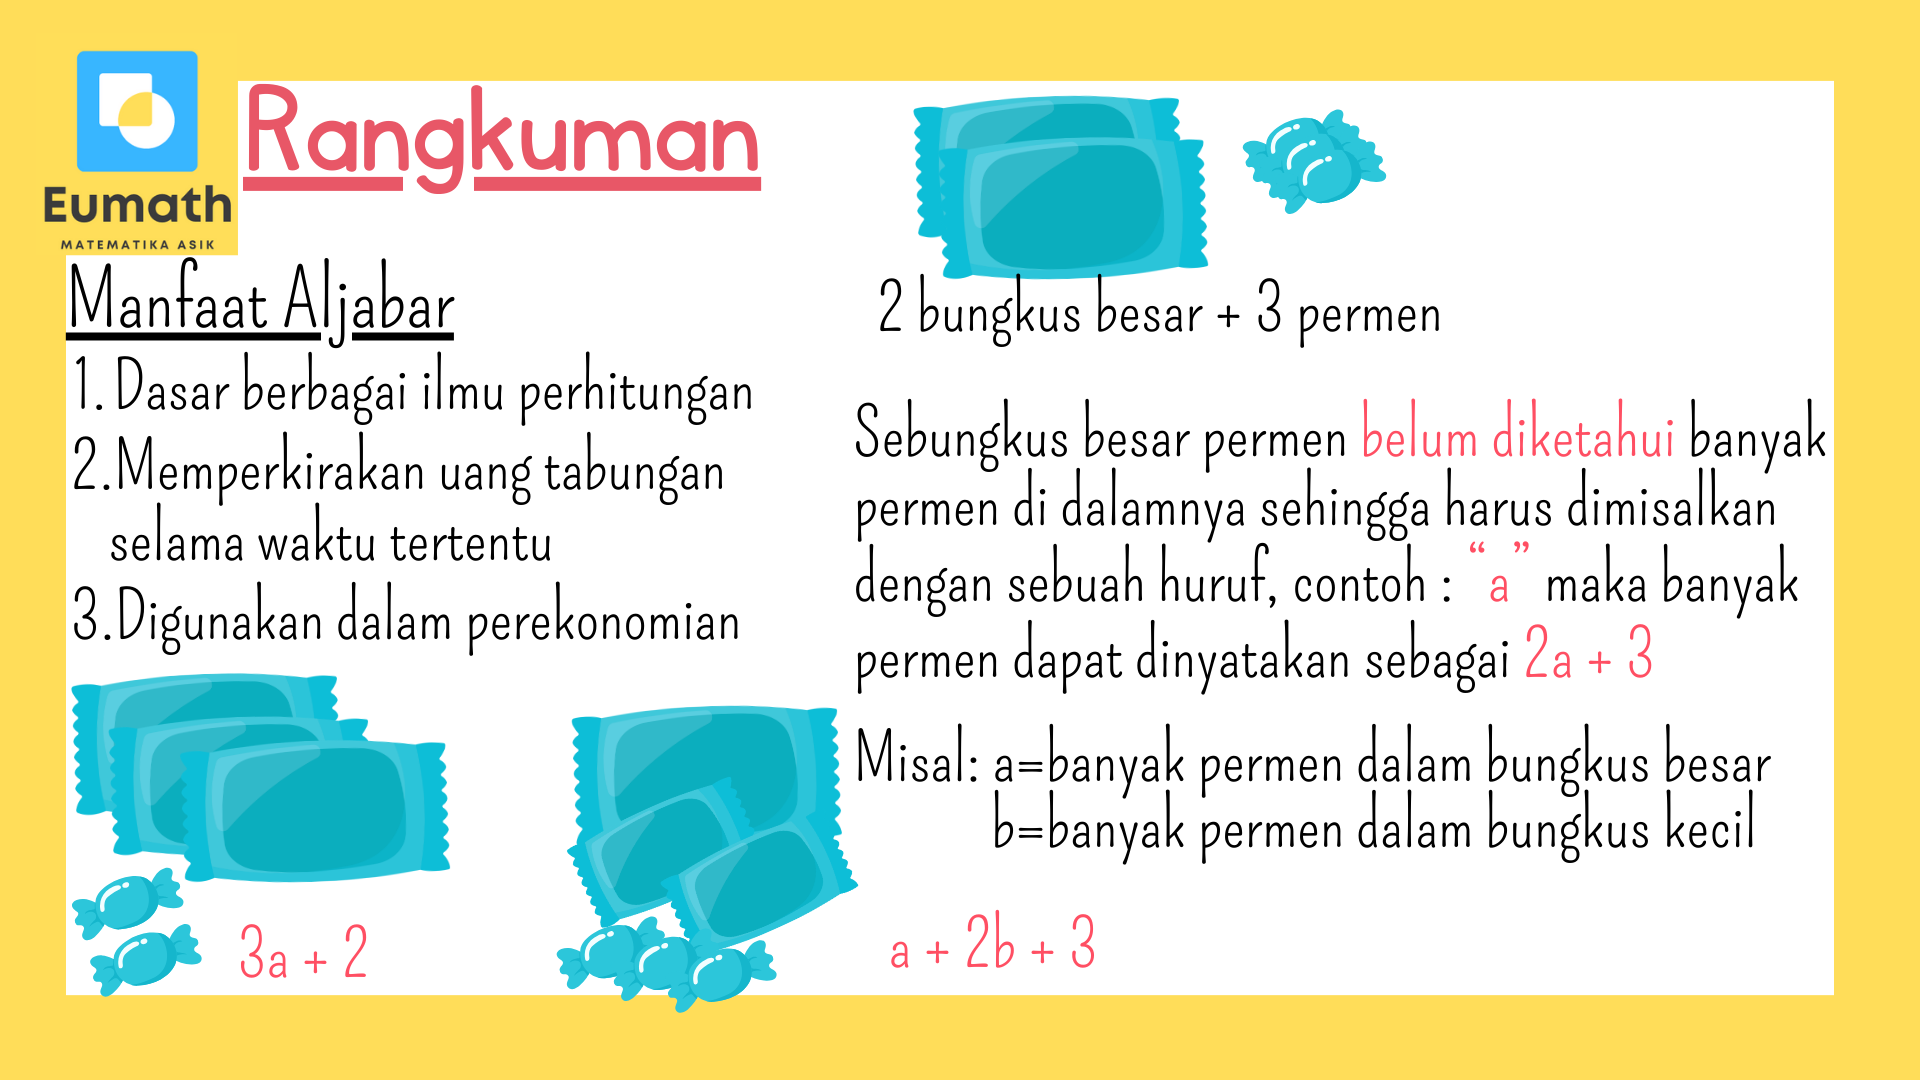 Eumath
MATEMATIKA ASIK
Rangkuman
Manfaat Aljabar
1. Dasar berbagai ilmu perhitungan
2. Memperkirakan uang tabungan
selama waktu tertentu
3. Digunakan dalam perekonomian
3a + 2
2 bungkus besar + 3 permen
Sebungkus besar permen belum diketahui banyak
permen di dalamnya sehingga harus dimisalkan
dengan sebuah huruf, contoh : “a” maka banyak
permen dapat dinyatakan sebagai 2a + 3
Misal: a=banyak permen dalam bungkus besar
b=banyak permen dalam bungkus kecil
a + 2b + 3